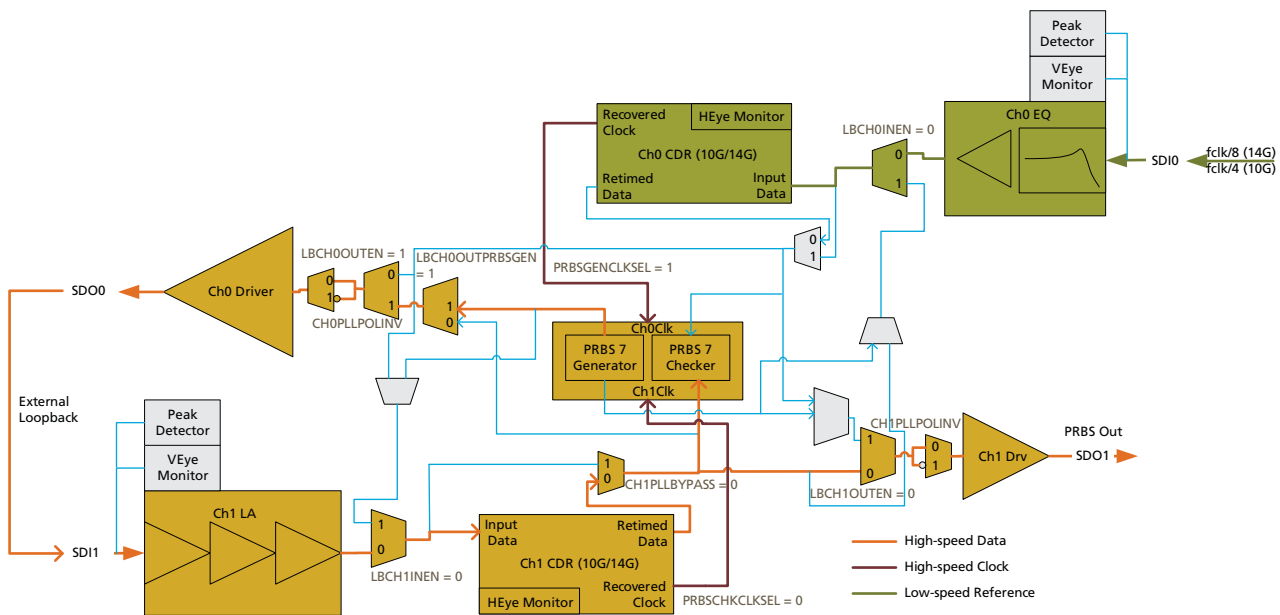 Peak
Detector
VEye
Monitor
Ch0 EQ
SDI0
fclk/8 (14G)
fclk/4 (10G)
Recovered
Clock
HEye Monitor
Ch0 CDR (10G/14G)
Retimed
Data
Input
Data
LBCH0INEN = 0
0
1
0
1
PRBSGENCLKSEL = 1
LBCH0OUTEN = 1
LBCH0OUTPRBSGEN
= 1
SDO0
Ch0 Driver
0
1
0
1
1
0
CH0PLLPOLINV
Ch0Clk
PRBS 7
Generator
PRBS 7
Checker
Ch1Clk
External
Loopback
Peak
Detector
VEye
Monitor
Ch1 LA
SDI1
1
0
LBCH1INEN = 0
1
0
CH1PLLBYPASS = 0
Input
Data
Retimed
Data
Ch1 CDR (10G/14G)
Recovered
Clock
HEye Monitor
PRBSCHKCLKSEL = 0
1
0
LBCH1OUTEN = 0
CH1PLLPOLINV
0
1
Ch1 Drv
PRBS Out
SDO1
High-speed Data
High-speed Clock
Low-speed Reference